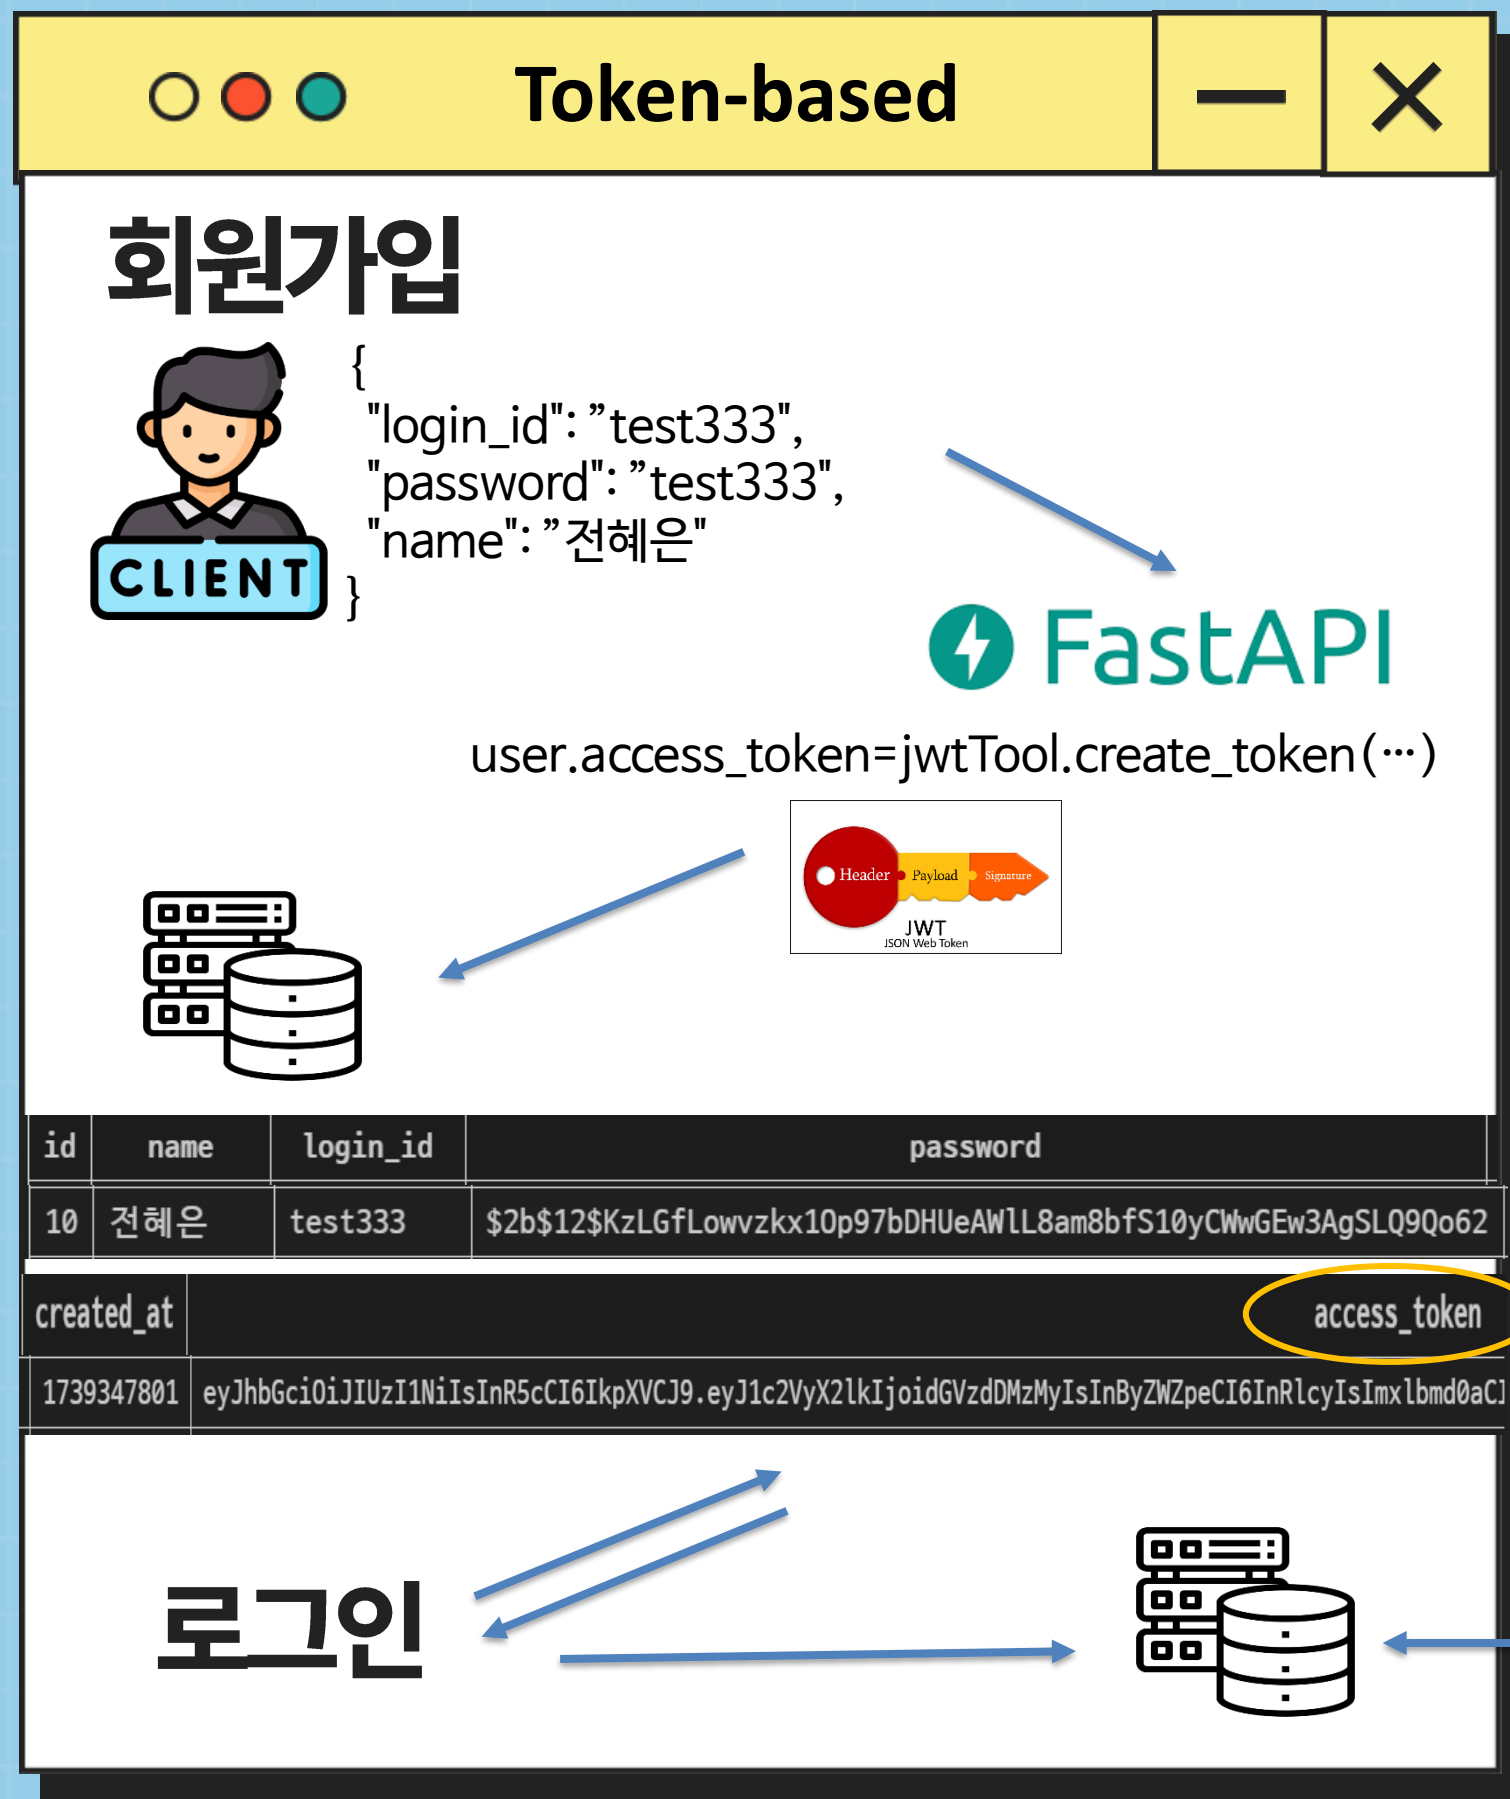 Token-based
회원가입
{
"login_id": ”test333",
"password": ”test333",
"name": ”전혜은"
}
CLIENT
FastAPI
user.access_token=jwtTool.create_token(…)
Header Payload Signature
JWT
JSON Web Token
id name login_id password
10 전혜은 test333 $2b$12$KzLGfLowvzkx1Op97bDHUeAWlL8am8bfS10yCWwGEw3AgSLQ9Qo62
created_at access_token
1739347801 eyJhbGciOiJIUzI1NiIsInR5cCI6IkpXVCJ9.eyJ1c2VyX2lkIjoidGVzdDMzMyIsInByZWZpeCI6InRlcyIsImxlbmd0aCI
로그인